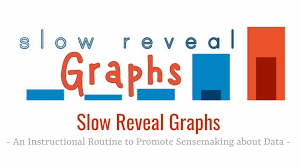 slow reveal
Graphs
Slow Reveal Graphs
- An Instructional Routine to Promote Sensemaking about Data -